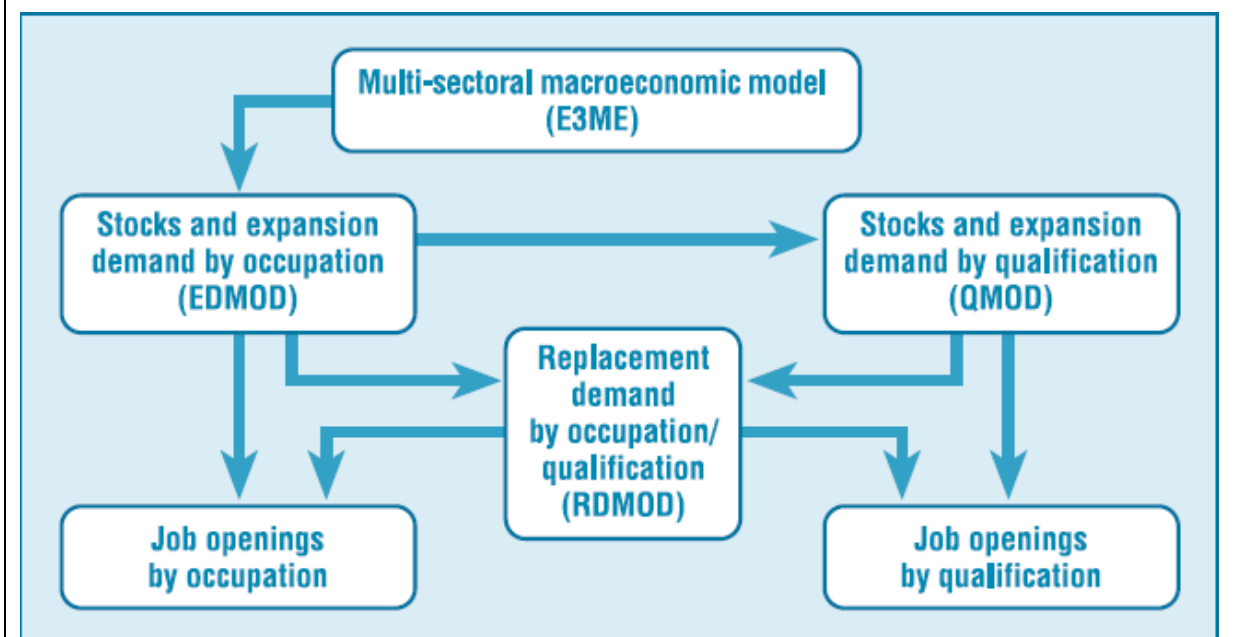 Multi-sectoral macroeconomic model
(E3ME)
Stocks and expansion
demand by occupation
(EDMOD)
Stocks and expansion
demand by qualification
(QMOD)
Replacement
demand
by occupation/
qualification
(RDMOD)
Job openings
by occupation
Job openings
by qualification